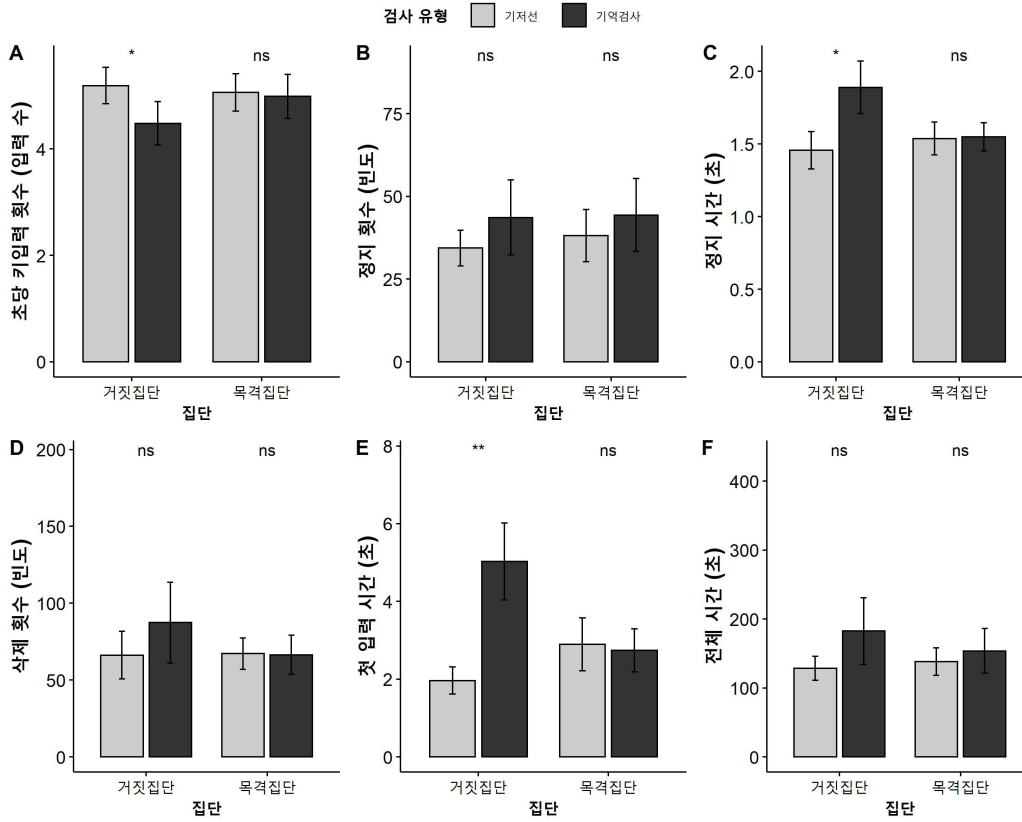 검사 유형 기저선 기억검사
A
* ns
초당 키입력 횟수 (입력 수)
4
2
0
거짓집단 목격집단
집단
B
ns ns
정지 횟수 (빈도)
75
50
25
0
거짓집단 목격집단
집단
C
* ns
정지 시간 (초)
2.0
1.5
1.0
0.5
0.0
거짓집단 목격집단
집단
D
ns ns
삭제 횟수 (빈도)
200
150
100
50
0
거짓집단 목격집단
집단
E
** ns
첫 입력 시간 (초)
8
6
4
2
0
거짓집단 목격집단
집단
F
ns ns
전체 시간 (초)
400
300
200
100
0
거짓집단 목격집단
집단